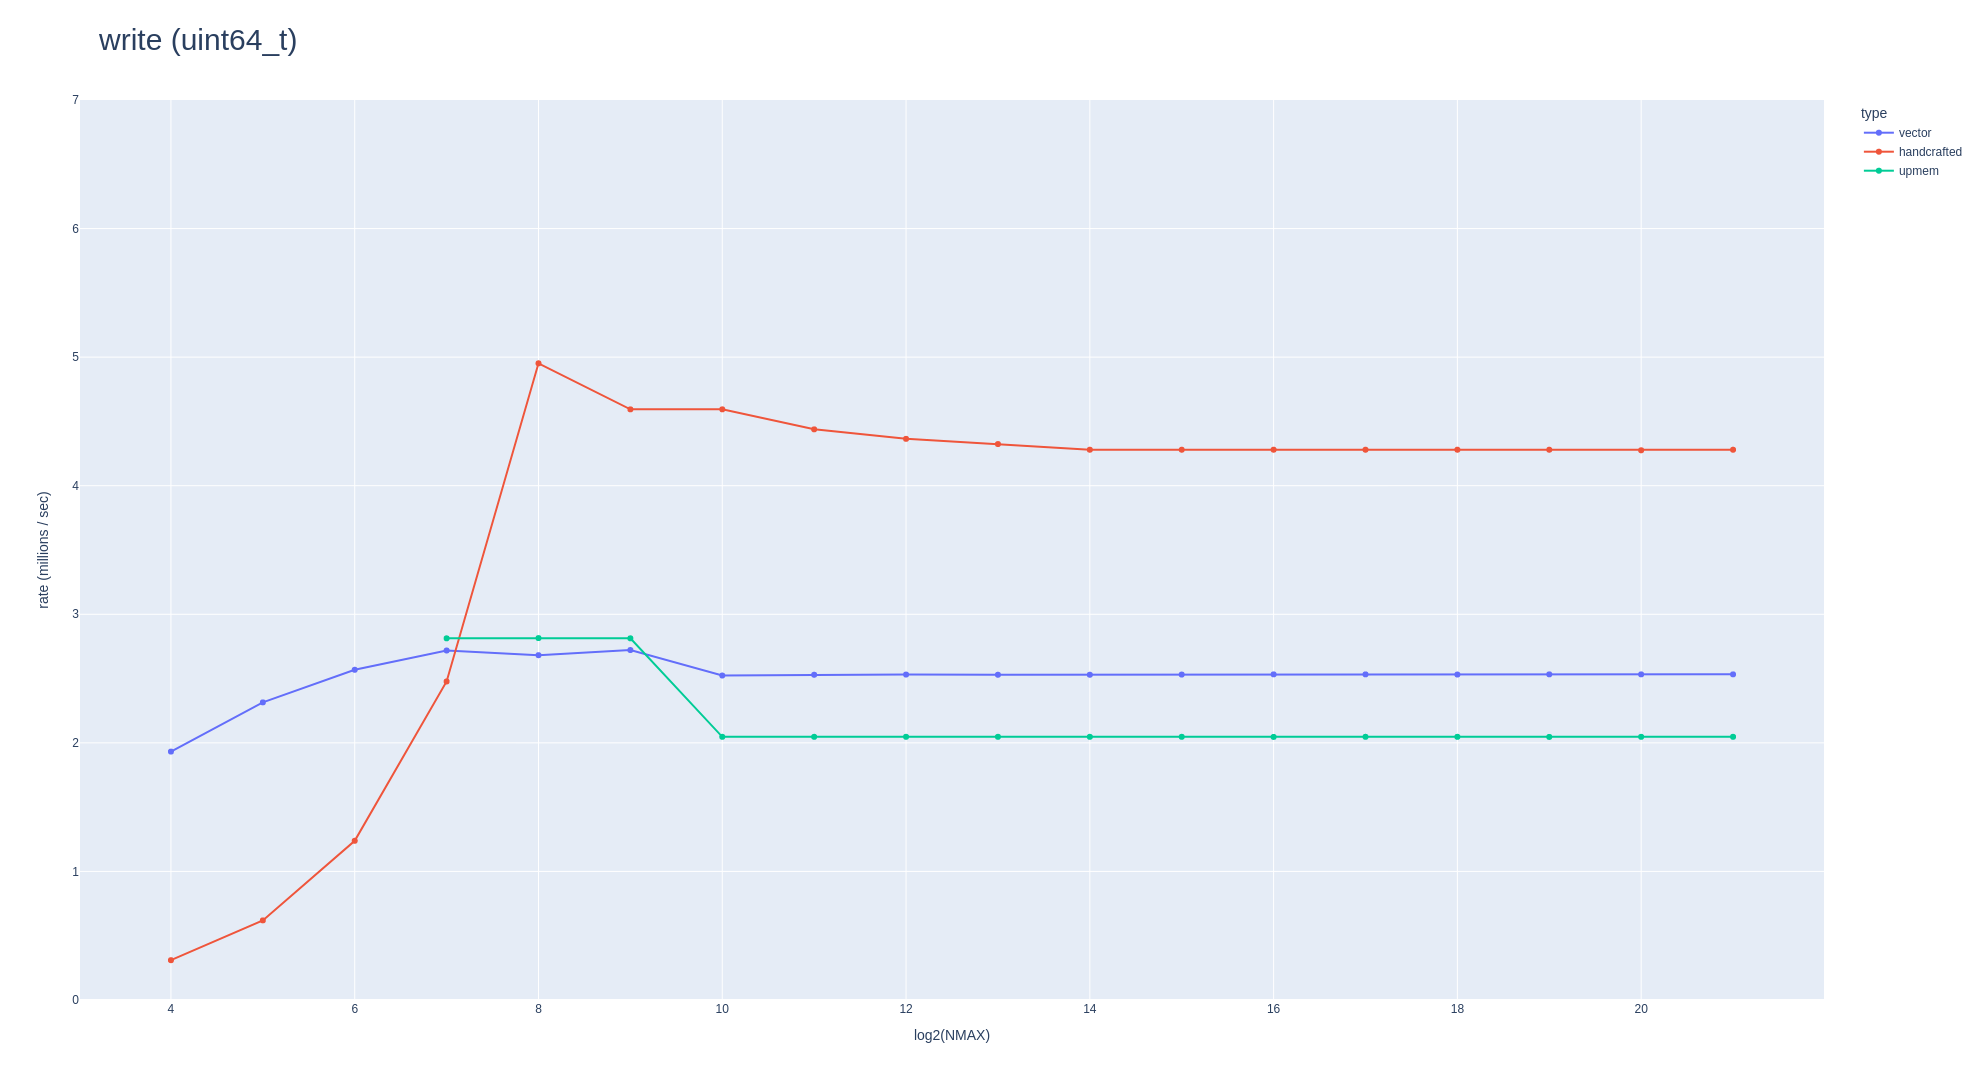 write (uint64_t)
7
6
5
4
3
2
1
0
rate (millions / sec)
4 6 8 10 12 14 16 18 20
log2(NMAX)
type
vector
handcrafted
upmem